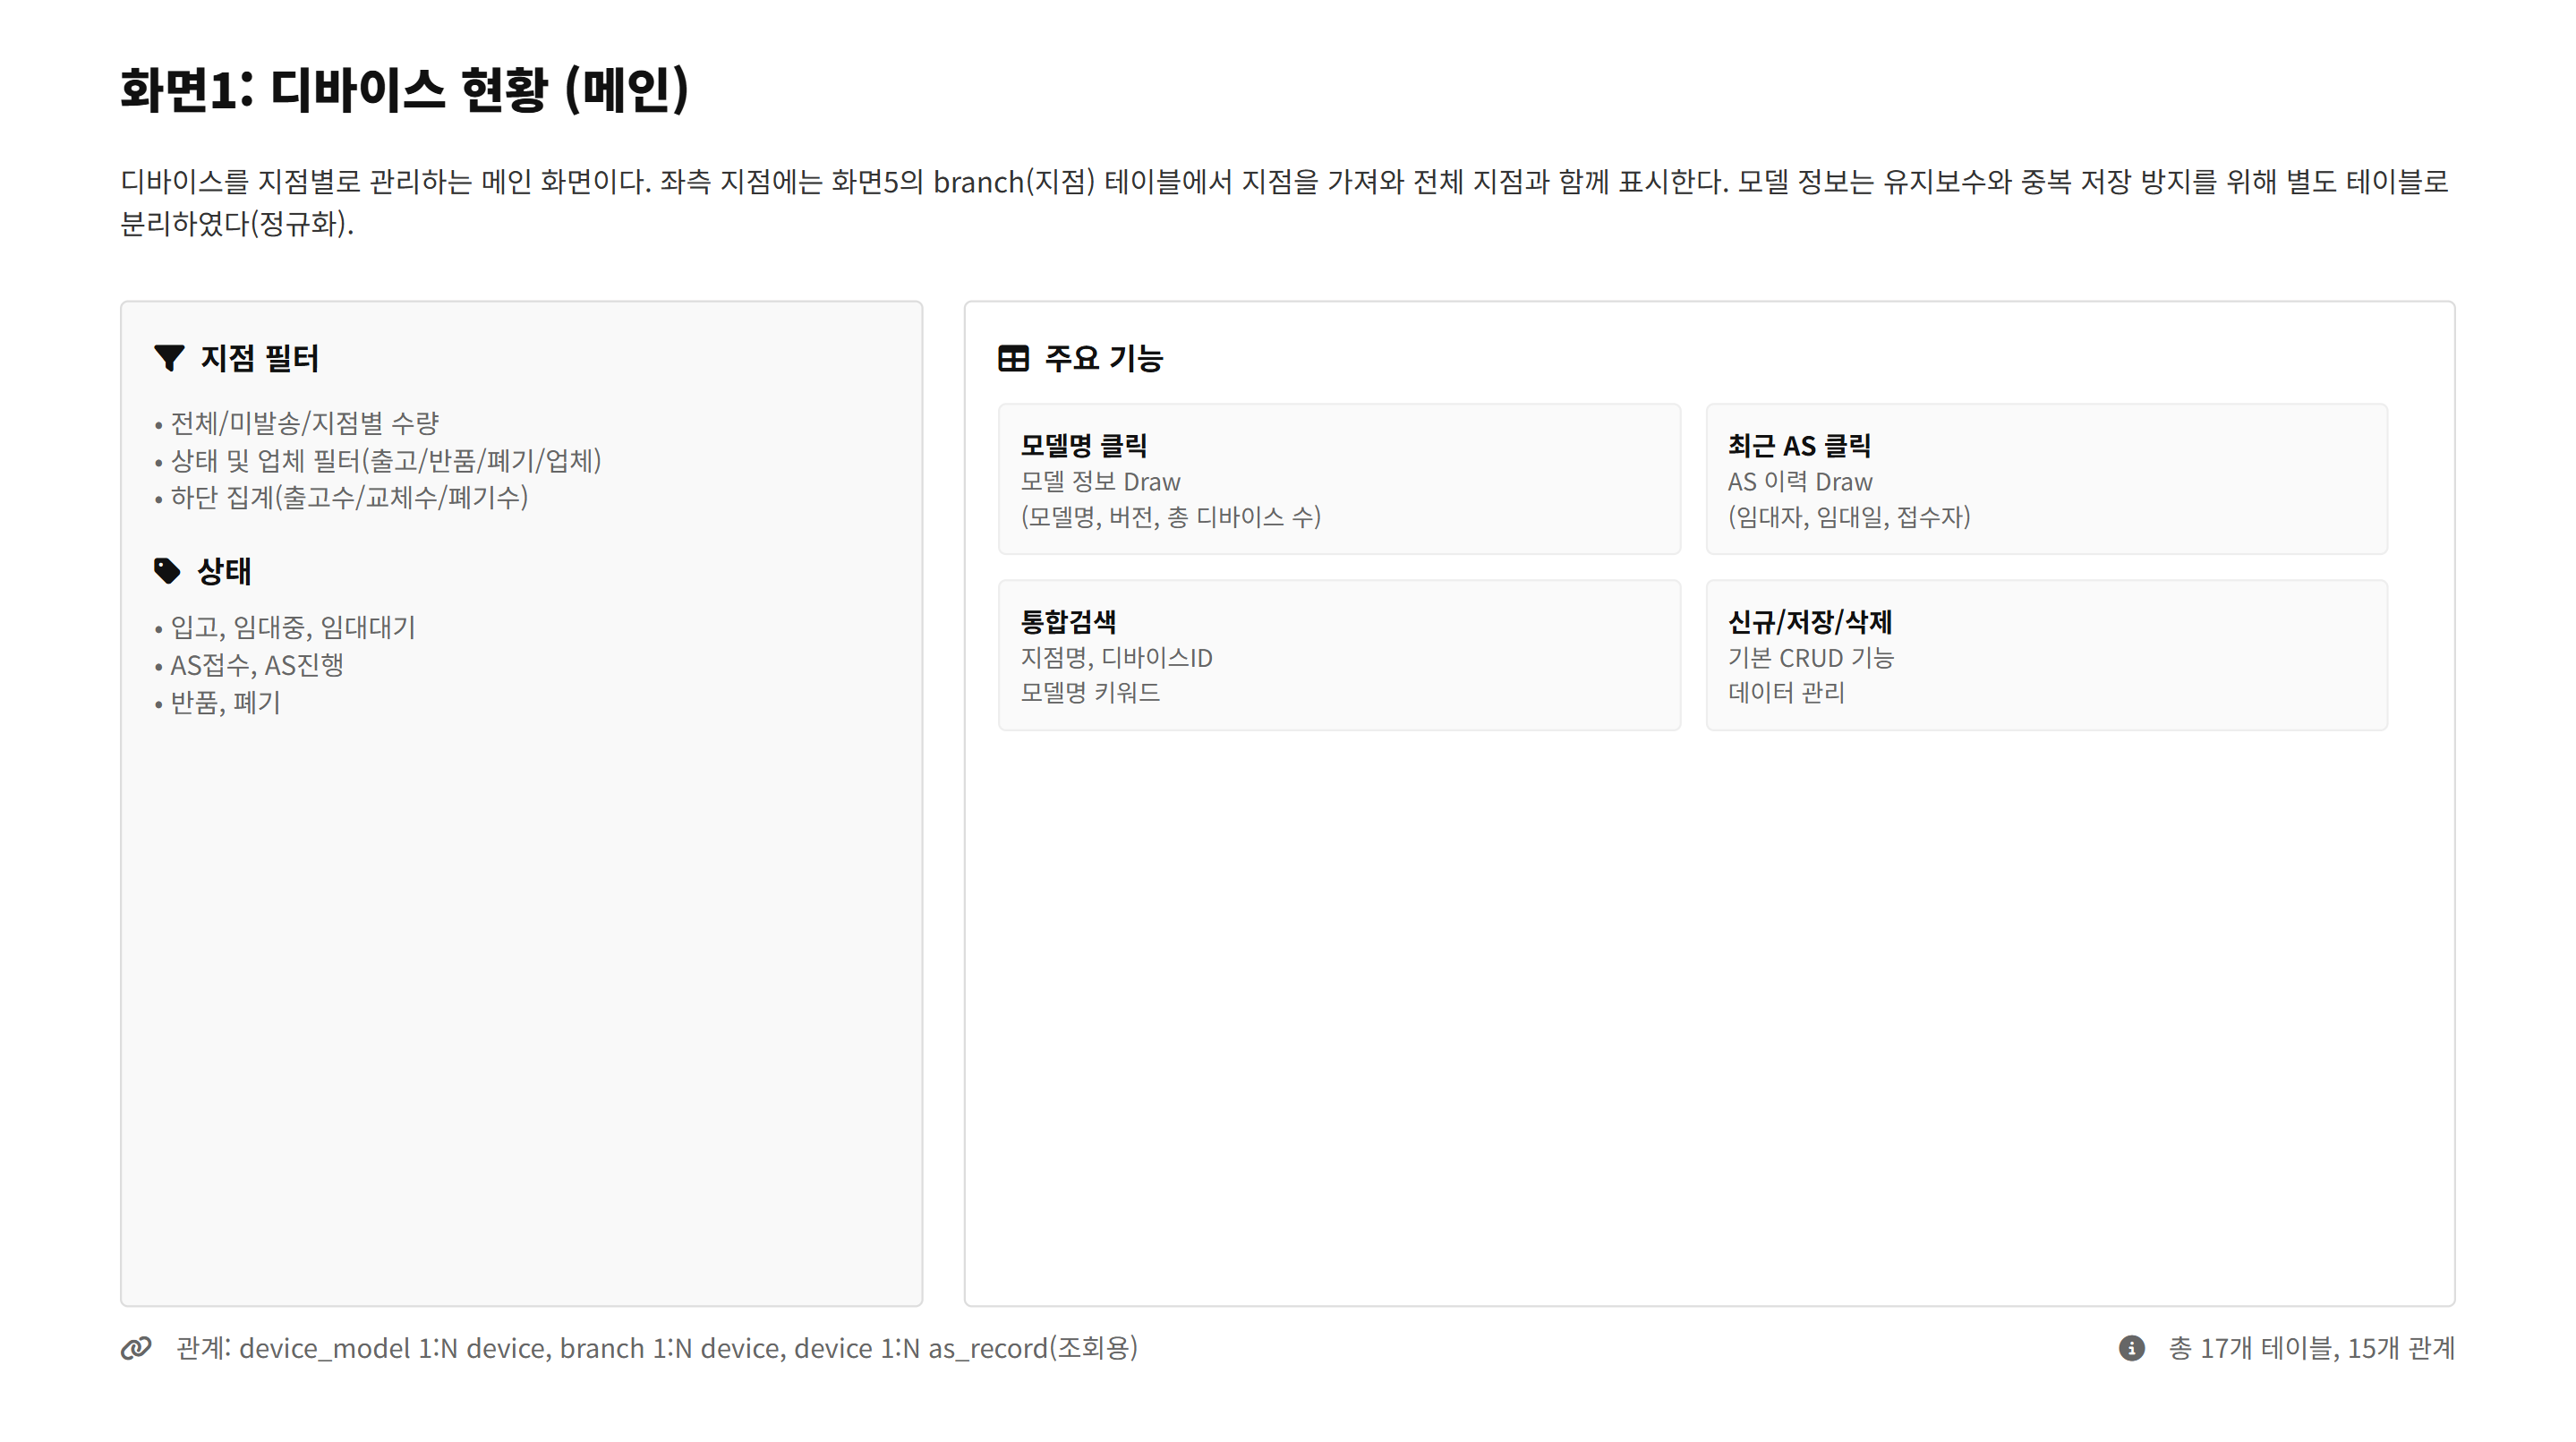 화면1: 디바이스 현황 (메인)
디바이스를 지점별로 관리하는 메인 화면이다. 좌측 지점에는 화면5의 branch(지점) 테이블에서 지점을 가져와 전체 지점과 함께 표시한다. 모델 정보는 유지보수와 중복 저장 방지를 위해 별도 테이블로
분리하였다(정규화).
지점 필터
• 전체/미발송/지점별 수량
• 상태 및 업체 필터(출고/반품/폐기/업체)
• 하단 집계(출고수/교체수/폐기수)
상태
• 입고, 임대중, 임대대기
• AS접수, AS진행
• 반품, 폐기
주요 기능
모델명 클릭
모델 정보 Draw
(모델명, 버전, 총 디바이스 수)
최근 AS 클릭
AS 이력 Draw
(임대자, 임대일, 접수자)
통합검색
지점명, 디바이스ID
모델명 키워드
신규/저장/삭제
기본 CRUD 기능
데이터 관리
관계: device_model 1:N device, branch 1:N device, device 1:N as_record(조회용)
총 17개 테이블, 15개 관계